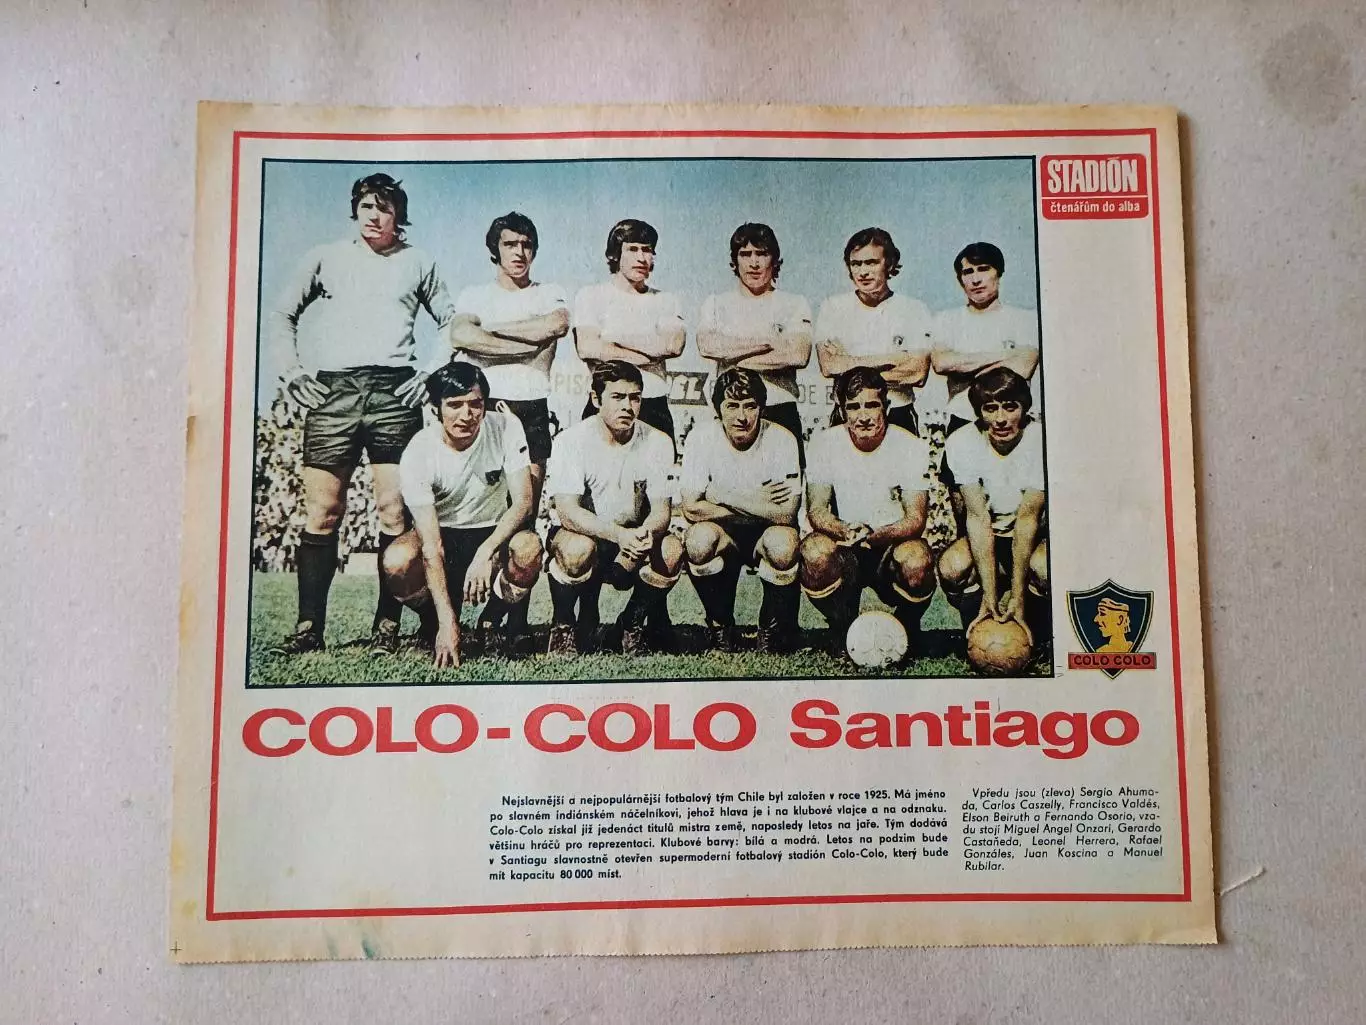 STADIÓN
čtenářům do alba
COLO COLO
COLO-COLO Santiago
Nejslavnější a nejpopulárnější fotbalový tým Chile byl založen v roce 1925. Má jméno
po slavném indiánském náčelníkovi, jehož hlava je i na klubové vlajce a na odznaku.
Colo-Colo získal již jedenáct titulů mistra země, naposledy letos na jaře. Tým dodává
většinu hráčů pro reprezentaci. Klubové barvy: bílá a modrá. Letos na podzim bude
v Santiagu slavnostně otevřen supermoderní fotbalový stadión Colo-Colo, který bude
mít kapacitu 80 000 míst.
Vpředu jsou (zleva) Sergio Ahuma-
da, Carlos Caszelly, Francisco Valdés,
Elson Beiruth a Fernando Osorio, vza-
du stojí Miguel Angel Onzari, Gerardo
Castañeda, Leonel Herrera, Rafael
Gonzáles, Juan Koscina a Manuel
Rubilar.